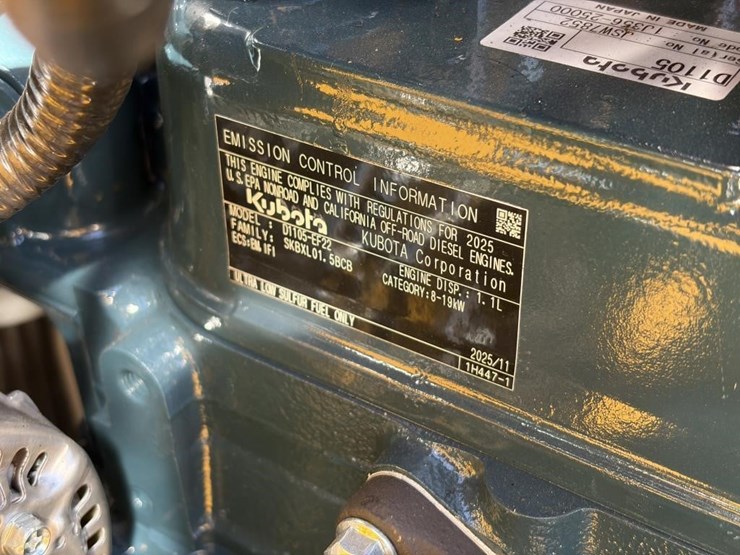 EMISSION CONTROL INFORMATION
THIS ENGINE COMPLIES WITH REGULATIONS FOR 2025
U.S. EPA NONROAD AND CALIFORNIA OFF-ROAD DIESEL ENGINES.
Kubota KUBOTA Corporation
MODEL: D1105-EF22 ENGINE DISP.: 1.1L
FAMILY: SKBXL01.5BCB CATEGORY:8-19kW
ECS:EM IFI
ULTRA LOW SULFUR FUEL ONLY
2025/11
1H447-1
Kubota
D1105
MADE IN JAPAN